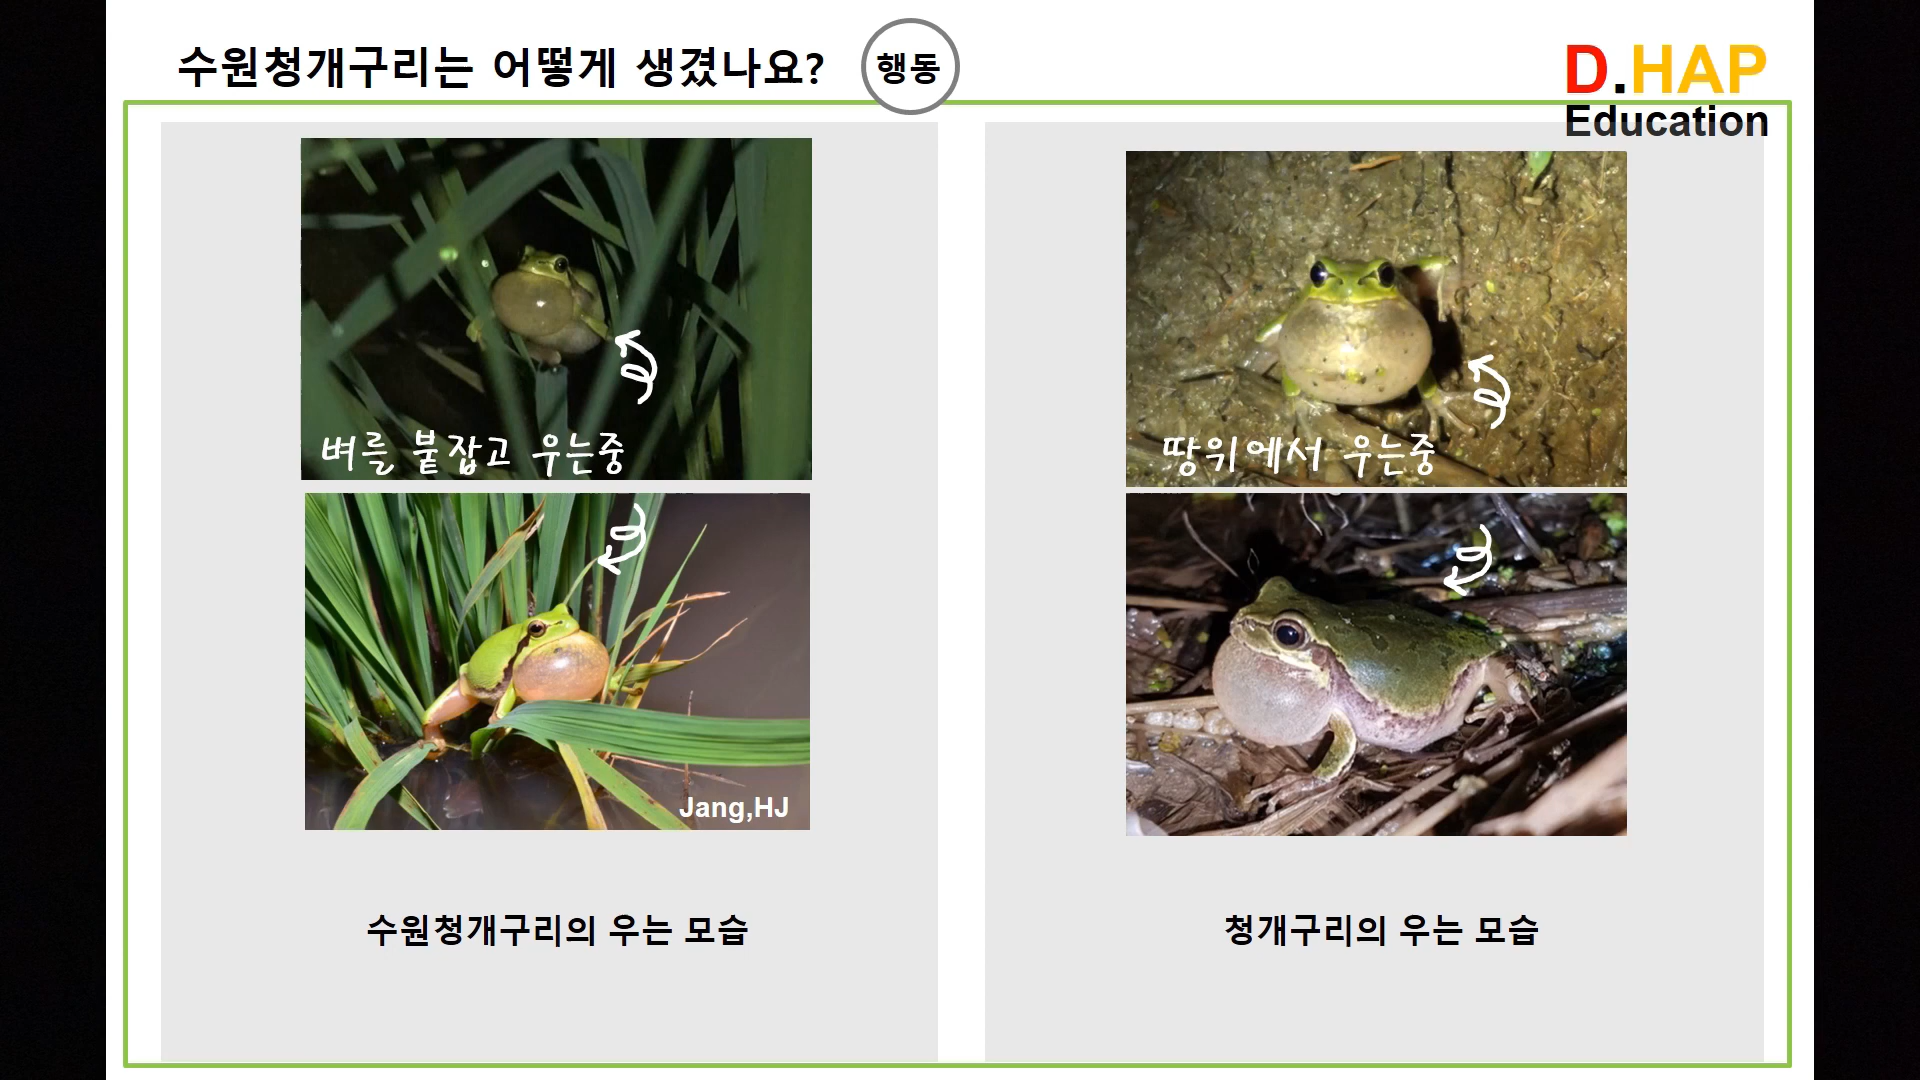 수원청개구리는 어떻게 생겼나요?
행동
D.HAP
Education
벼를 붙잡고 우는중
땅위에서 우는중
Jang,HJ
수원청개구리의 우는 모습
청개구리의 우는 모습